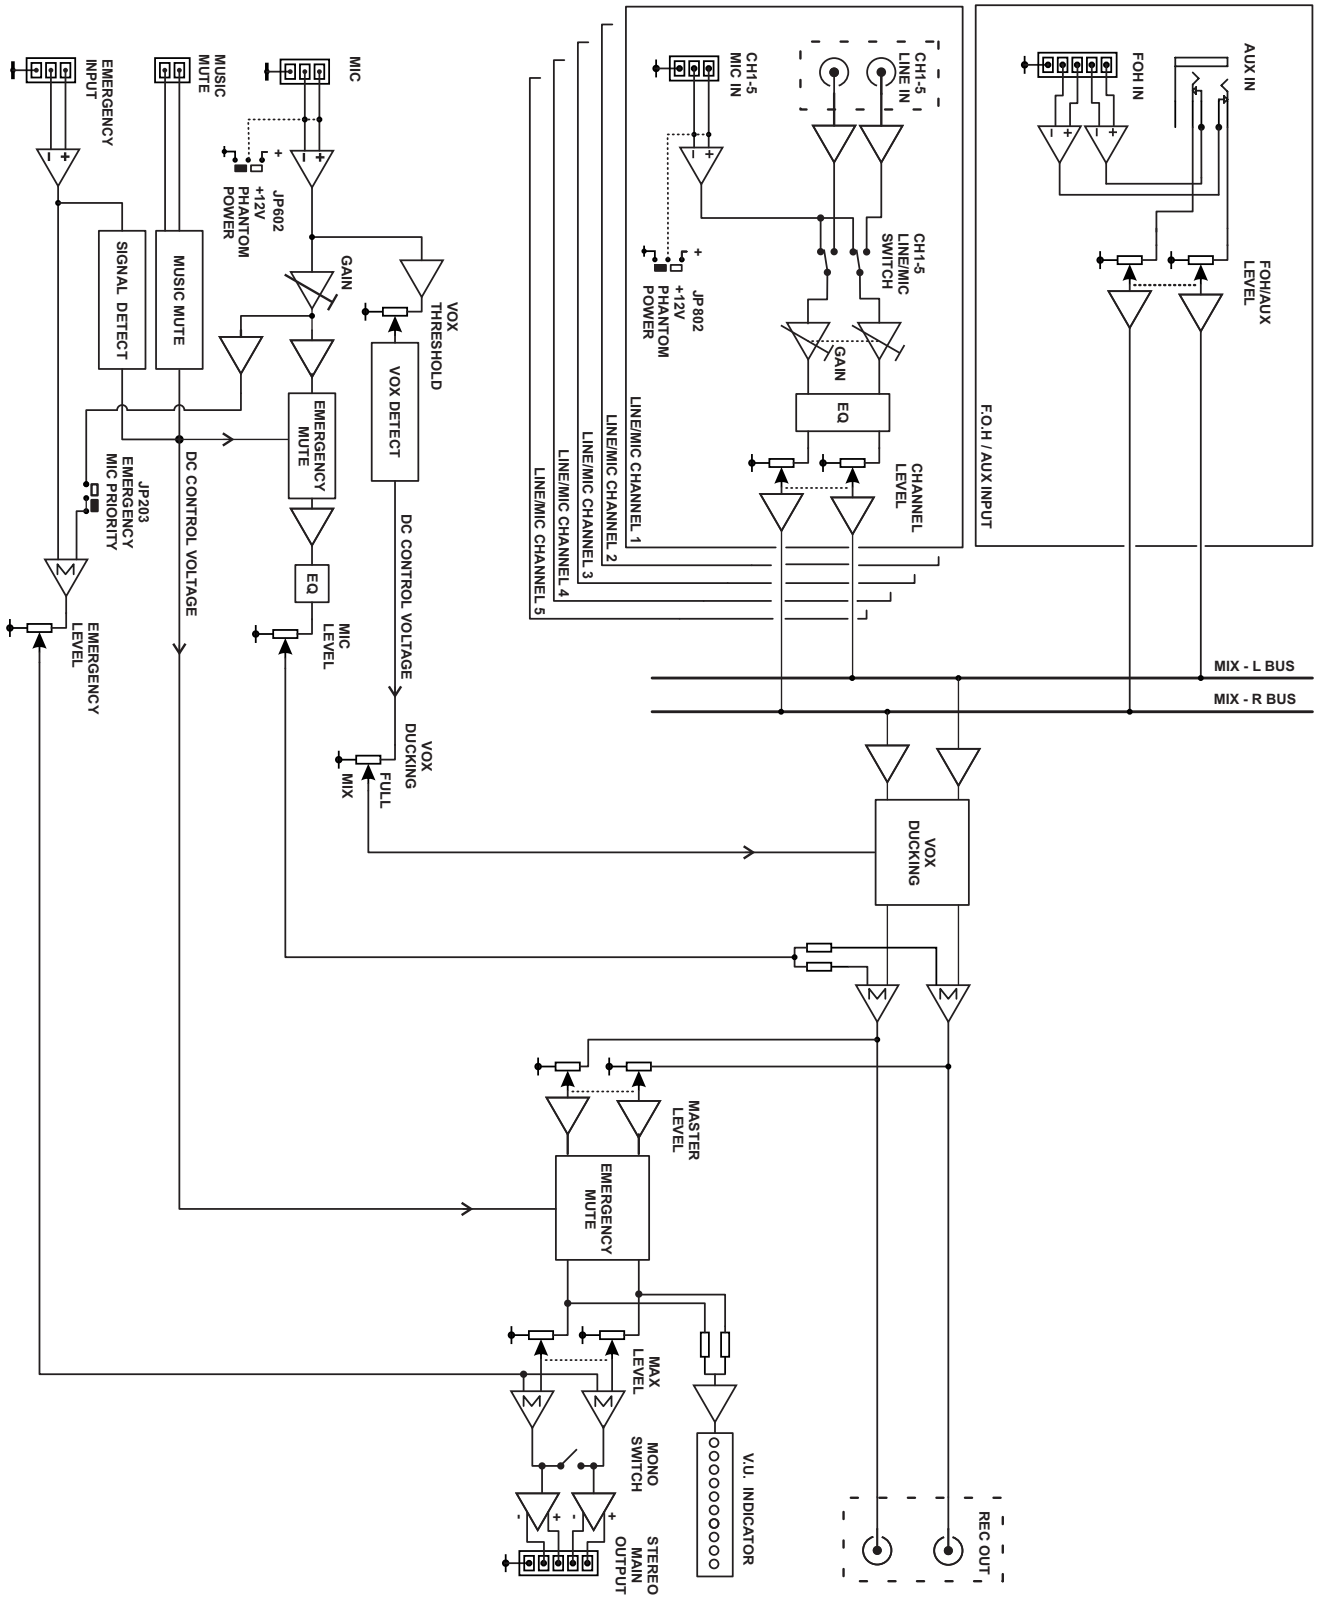 EMERGENCY
INPUT
MUSIC
MUTE
MIC
CH1-5
MIC IN
CH1-5
LINE IN
FOH IN
AUX IN
+
−
+
−
+
−
+
−
+
−
+
JP602
+12V
PHANTOM
POWER
+
JP802
+12V
PHANTOM
POWER
CH1-5
LINE/MIC
SWITCH
FOH/AUX
LEVEL
SIGNAL DETECT
MUSIC MUTE
GAIN
VOX
THRESHOLD
VOX DETECT
GAIN
EQ
CHANNEL
LEVEL
F.O.H / AUX INPUT
LINE/MIC CHANNEL 1
LINE/MIC CHANNEL 2
LINE/MIC CHANNEL 3
LINE/MIC CHANNEL 4
LINE/MIC CHANNEL 5
EMERGENCY
MUTE
JP203
EMERGENCY
MIC PRIORITY
DC CONTROL VOLTAGE
DC CONTROL VOLTAGE
EQ
EMERGENCY
LEVEL
MIC
LEVEL
MIX - L BUS
MIX - R BUS
VOX
DUCKING
FULL
MIX
VOX
DUCKING
MASTER
LEVEL
EMERGENCY
MUTE
MAX
LEVEL
MONO
SWITCH
V.U. INDICATOR
REC OUT
-
+
-
+
STEREO
MAIN
OUTPUT